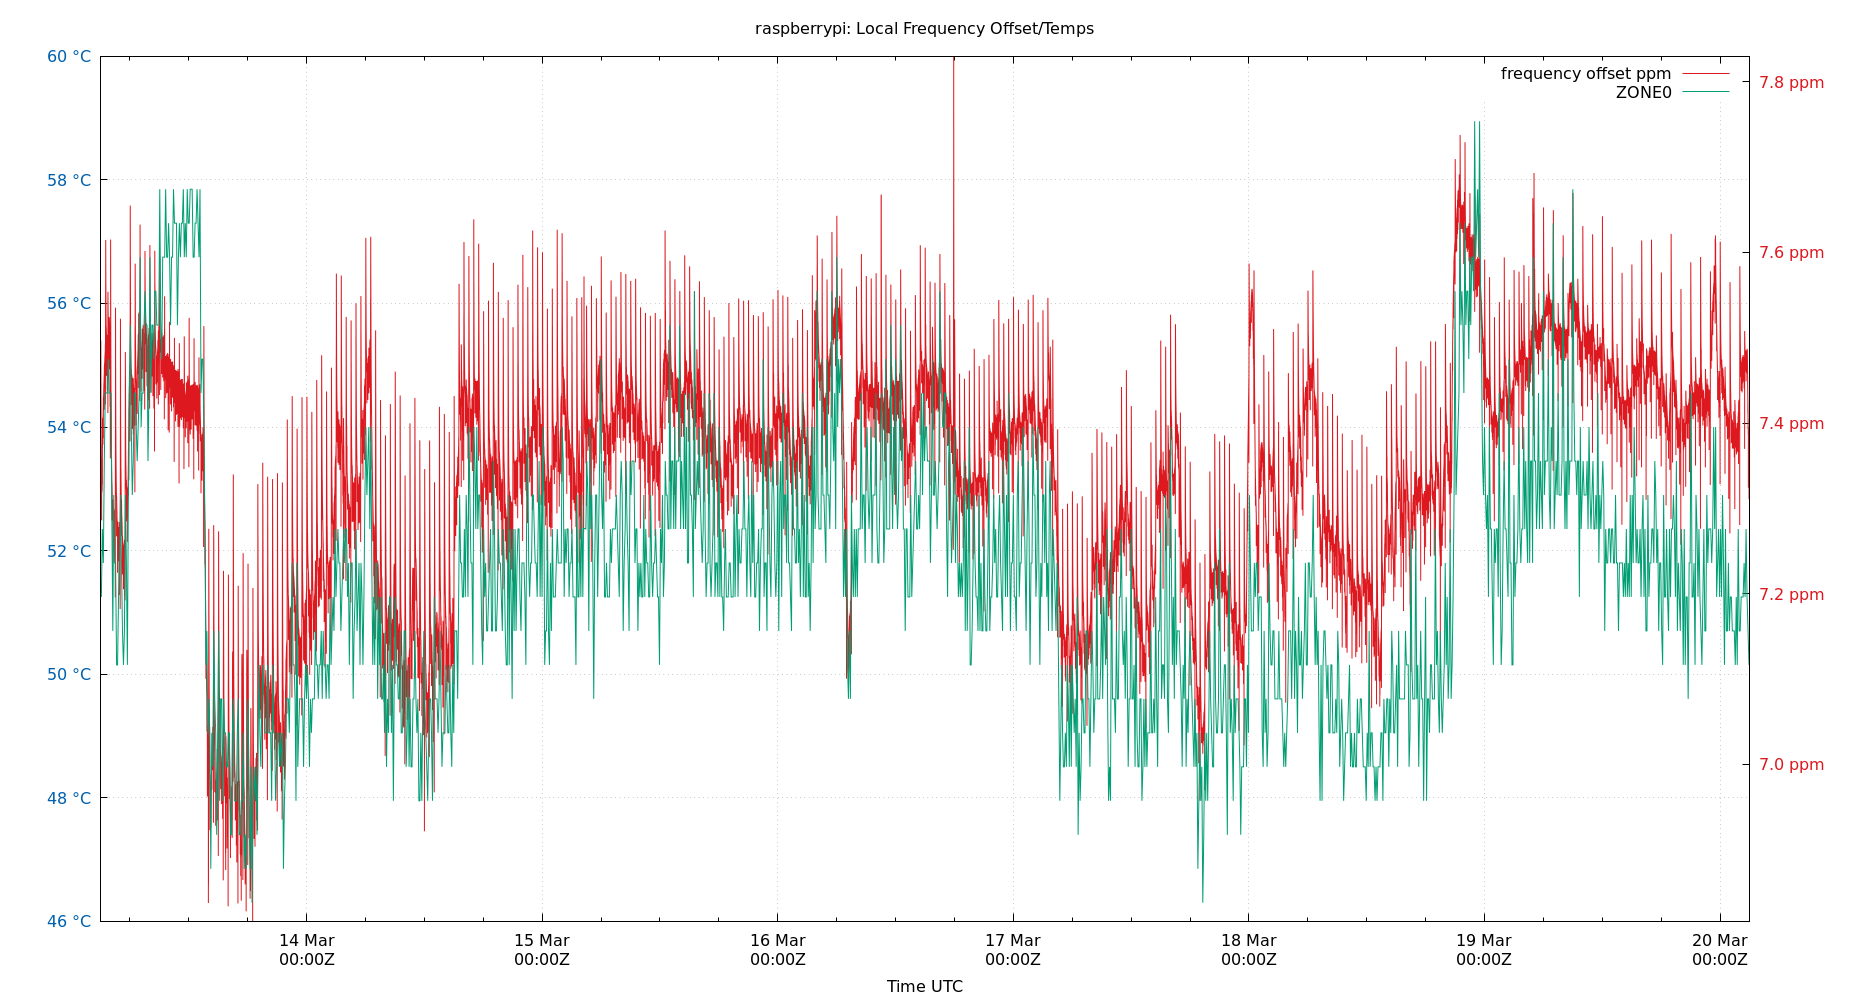 raspberrypi: Local Frequency Offset/Temps
60 °C
58 °C
56 °C
54 °C
52 °C
50 °C
48 °C
46 °C
frequency offset ppm
ZONE0
7.8 ppm
7.6 ppm
7.4 ppm
7.2 ppm
7.0 ppm
14 Mar
00:00Z
15 Mar
00:00Z
16 Mar
00:00Z
17 Mar
00:00Z
18 Mar
00:00Z
19 Mar
00:00Z
20 Mar
00:00Z
Time UTC